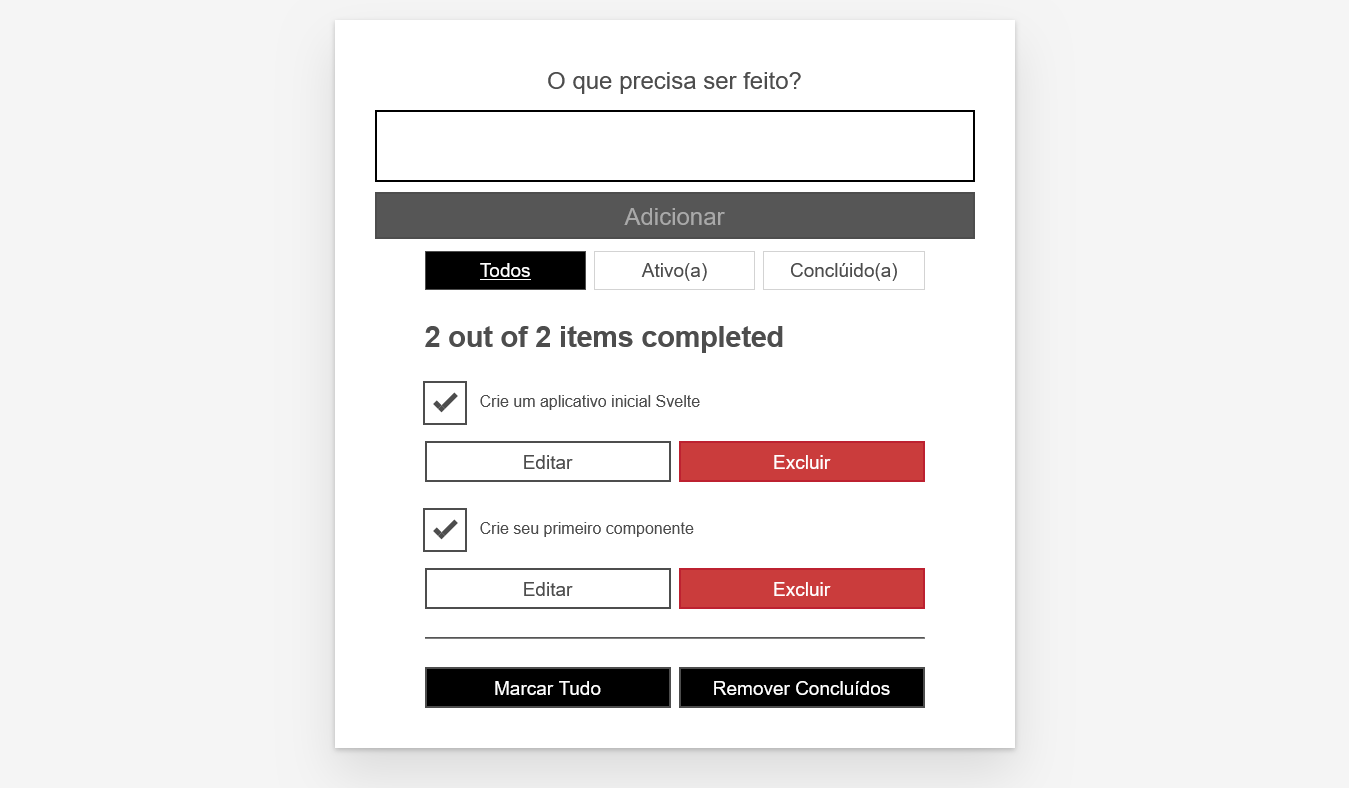 O que precisa ser feito?
Adicionar
Todos
Ativo(a)
Conclúido(a)
2 out of 2 items completed
Crie um aplicativo inicial Svelte
Editar
Excluir
Crie seu primeiro componente
Editar
Excluir
Marcar Tudo
Remover Concluídos